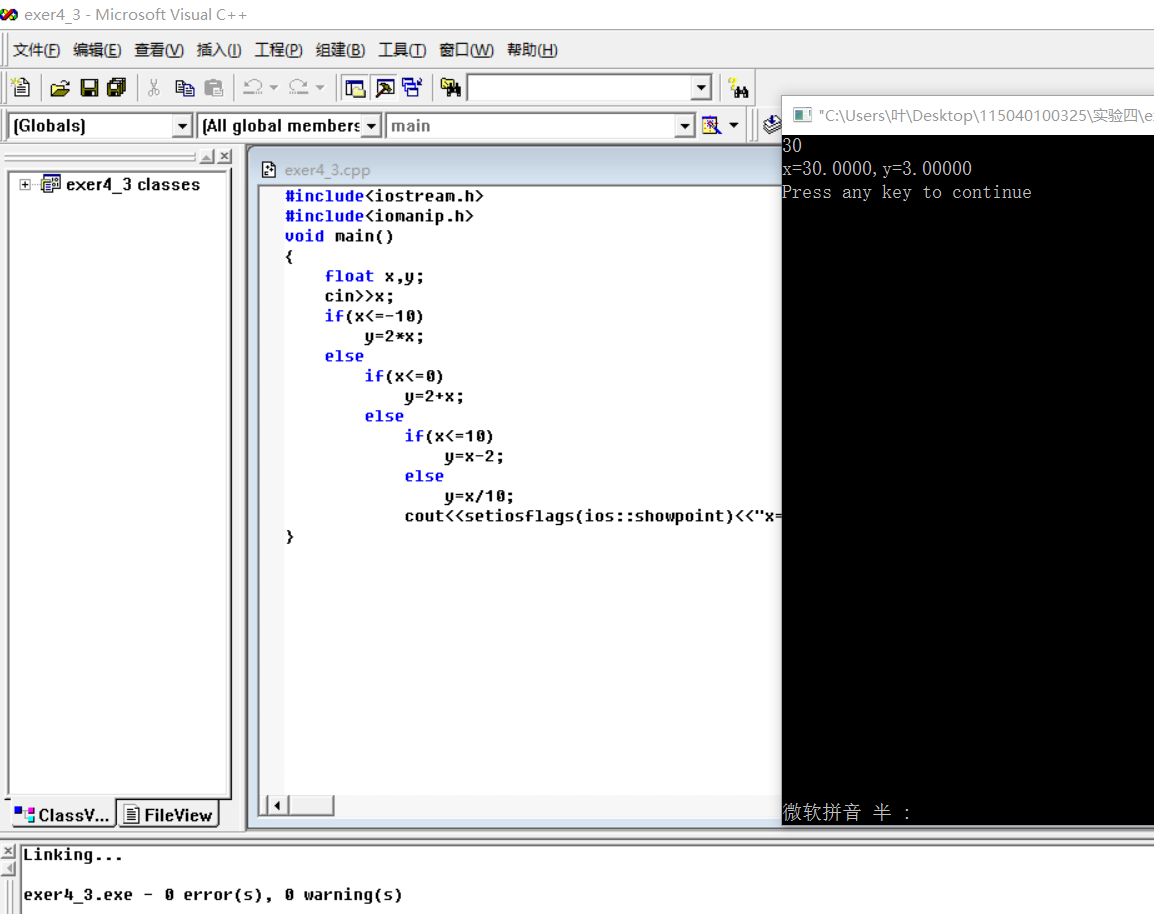 exer4_3 - Microsoft Visual C++
文件(F) 编辑(E) 查看(V) 插入(I) 工程(P) 组建(B) 工具(T) 窗口(W) 帮助(H)
(Globals) (All global members main
"C:\Users\叶\Desktop\115040100325\实验四\e
exer4_3 classes
exer4_3.cpp
#include<iostream.h>
#include<iomanip.h>
void main()
{
float x,y;
cin>>x;
if(x<=-10)
y=2*x;
else
if(x<=0)
y=2+x;
else
if(x<=10)
y=x-2;
else
y=x/10;
cout<<setiosflags(ios::showpoint)<<"x=
}
30
x=30.0000,y=3.00000
Press any key to continue
微软拼音 半 :
ClassV... FileView
Linking...
exer4_3.exe - 0 error(s), 0 warning(s)